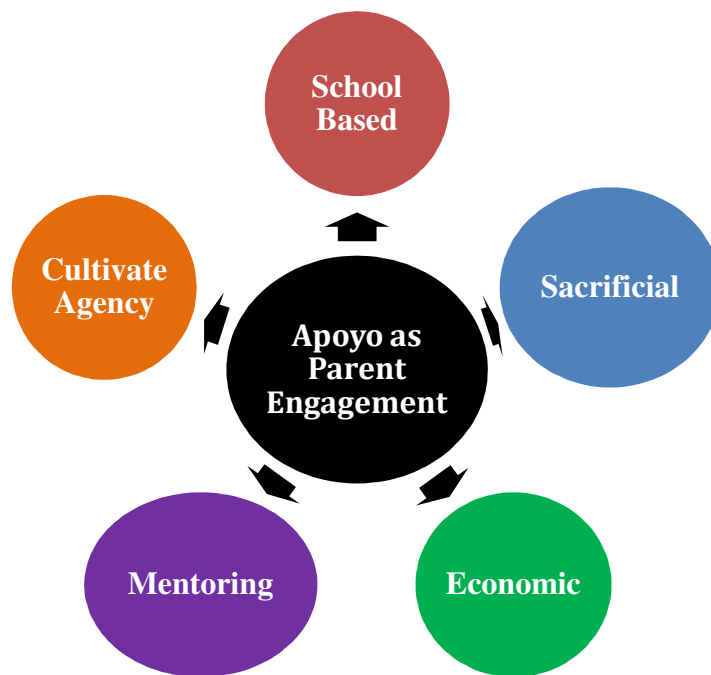 School
Based
Cultivate
Agency
Sacrificial
Apoyo as
Parent
Engagement
Mentoring
Economic